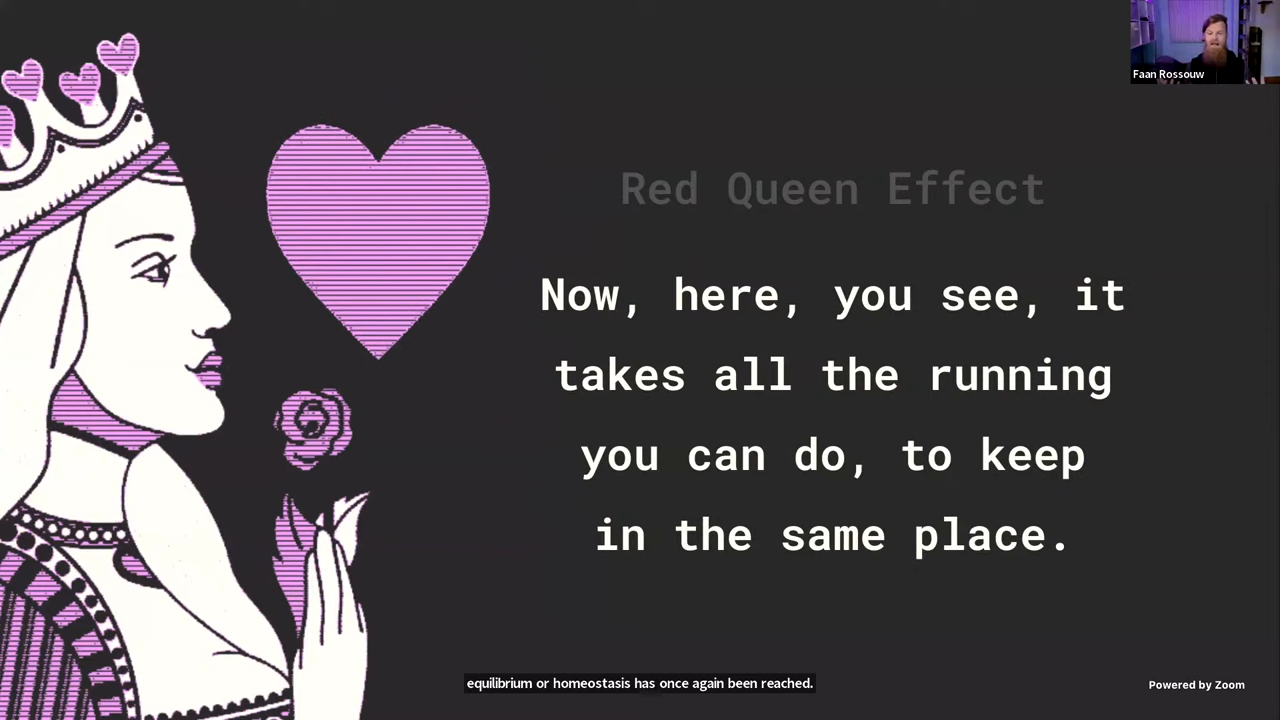 Faan Rossouw
Red Queen Effect
Now, here, you see, it
takes all the running
you can do, to keep
in the same place.
equilibrium or homeostasis has once again been reached.
Powered by Zoom